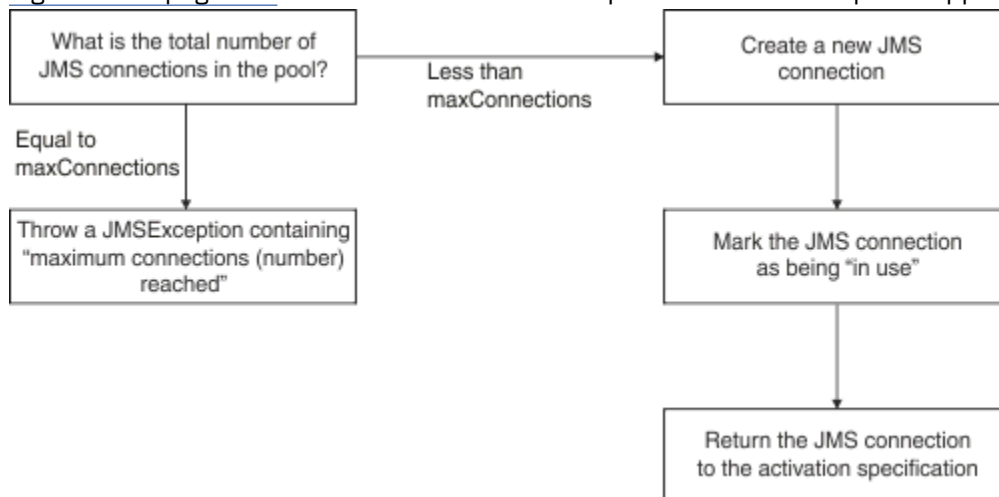 What is the total number of
JMS connections in the pool?
Less than
maxConnections
Create a new JMS
connection
Equal to
maxConnections
Throw a JMSException containing
“maximum connections (number)
reached”
Mark the JMS connection
as being “in use”
Return the JMS connection
to the activation specification